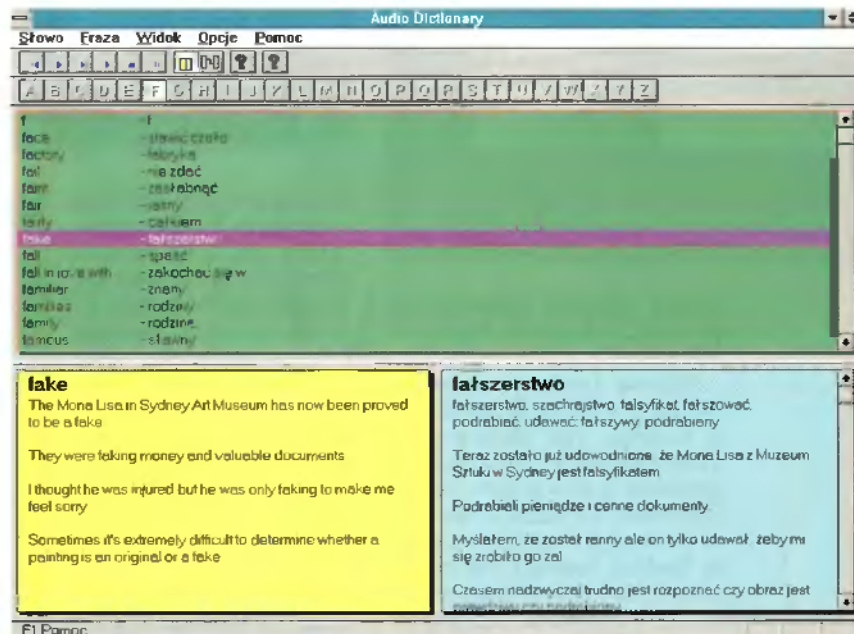 Audio Dictionary
Słowo Fraza Widok Opcje Pomoc
A B C D E F G H I J K L M N O P Q R S T U V W X Y Z
f - f
face - stawić czoło
factory - fabryka
fail - nie zdać
faint - zasłabnąć
fair - jasny
fairly - całkiem
fake - fałszerstwo
fall - spaść
fall in love with - zakochać się w
familiar - znany
families - rodziny
family - rodzina
famous - sławny
fake
The Mona Lisa in Sydney Art Museum has now been proved
to be a fake
They were faking money and valuable documents
I thought he was injured but he was only faking to make me
feel sorry
Sometimes it's extremely difficult to determine whether a
painting is an original or a fake
fałszerstwo
fałszerstwo, szachrajstwo, falsyfikat, fałszować,
podrabiać, udawać; fałszywy, podrabiany
Teraz zostało już udowodnione, że Mona Lisa z Muzeum
Sztuki w Sydney jest falsyfikatem.
Podrabiali pieniądze i cenne dokumenty.
Myślałem, że został ranny ale on tylko udawał, żeby mi
się zrobiło go żal
Czasem nadzwyczaj trudno jest rozpoznać czy obraz jest
F1 Pomoc